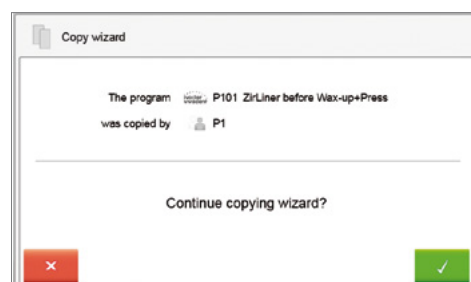 Copy wizard
The program P101 ZirLiner before Wax-up+Press
was copied by P1
Continue copying wizard?